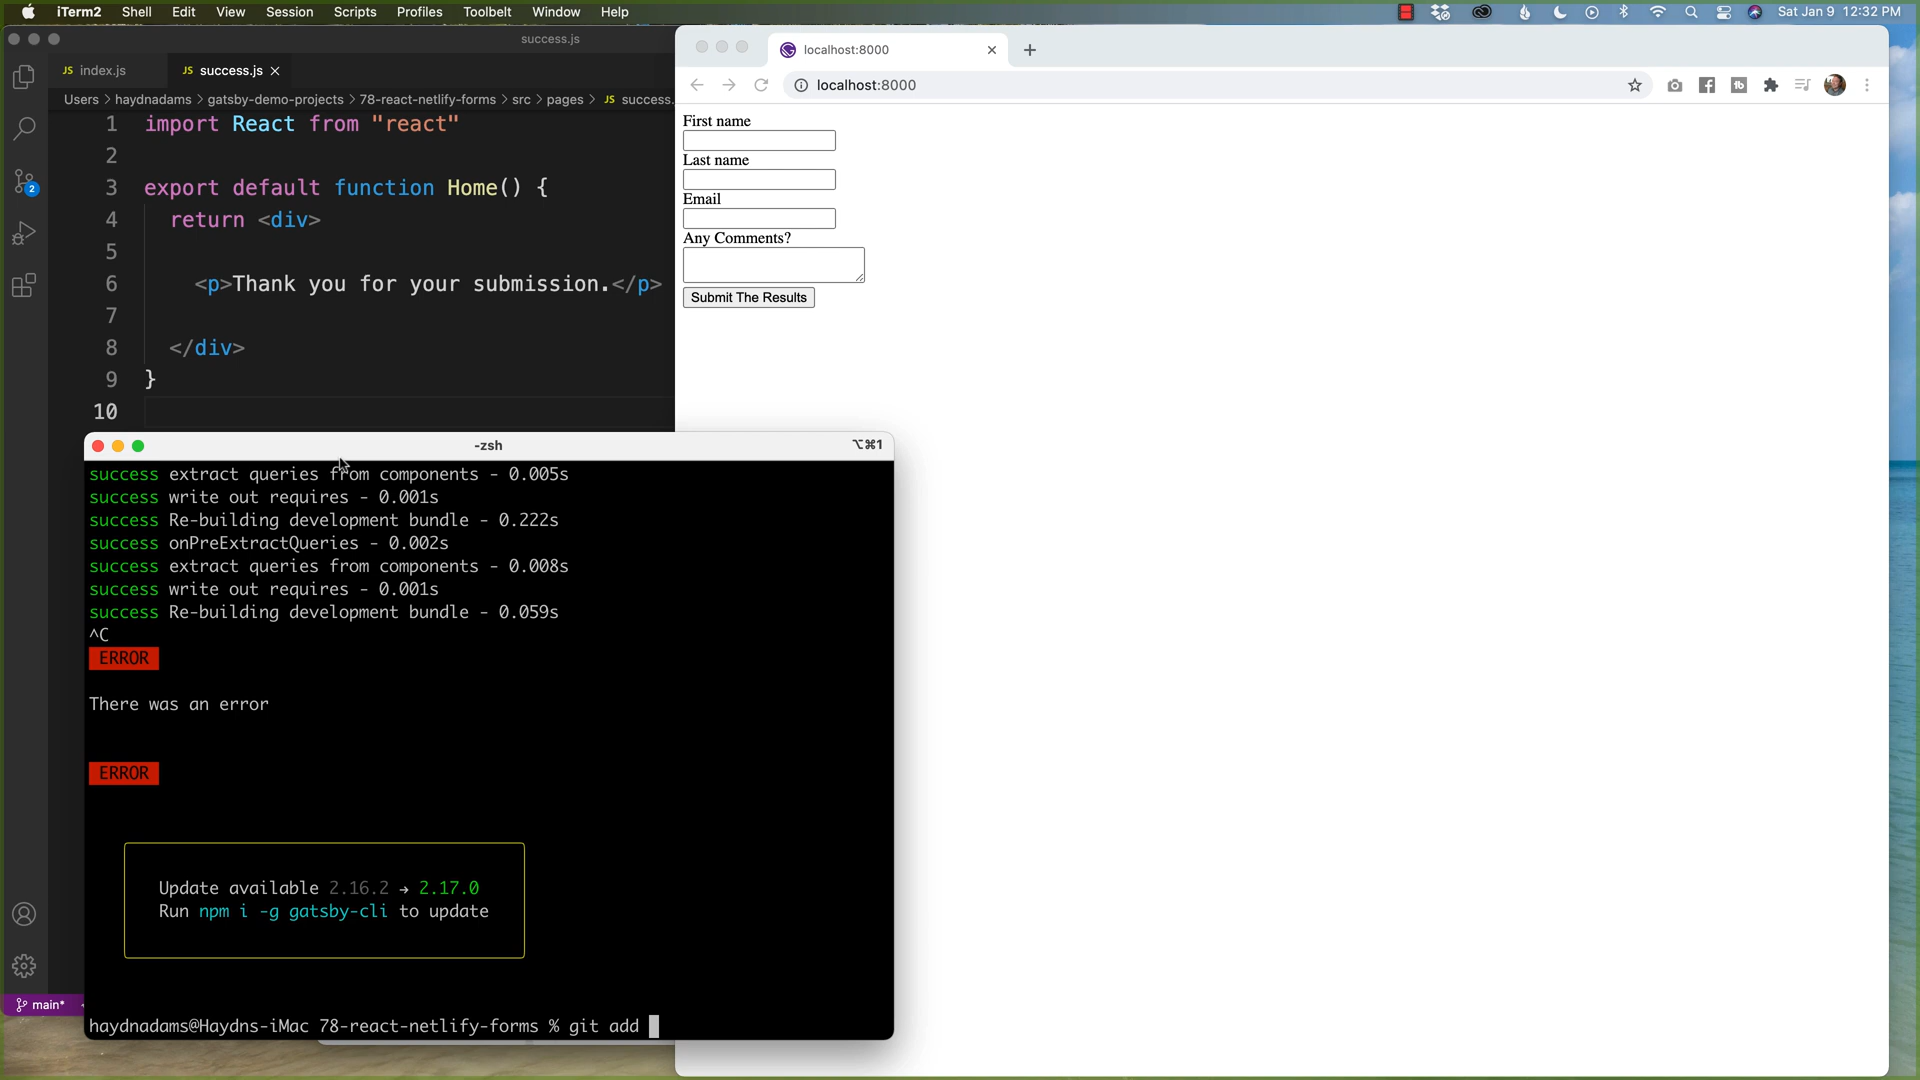 iTerm2 Shell Edit View Session Scripts Profiles Toolbelt Window Help
Sat Jan 9 12:32 PM
success.js
JS index.js
JS success.js
Users > haydnadams > gatsby-demo-projects > 78-react-netlify-forms > src > pages > JS success.
1 import React from "react"
2
3 export default function Home() {
4 return <div>
5
6 <p>Thank you for your submission.</p>
7
8 </div>
9 }
10
2
main*
localhost:8000
localhost:8000
First name
Last name
Email
Any Comments?
Submit The Results
-zsh
⌥⌘1
success extract queries from components - 0.005s
success write out requires - 0.001s
success Re-building development bundle - 0.222s
success onPreExtractQueries - 0.002s
success extract queries from components - 0.008s
success write out requires - 0.001s
success Re-building development bundle - 0.059s
^C
ERROR
There was an error
ERROR
Update available 2.16.2 → 2.17.0
Run npm i -g gatsby-cli to update
haydnadams@Haydns-iMac 78-react-netlify-forms % git add